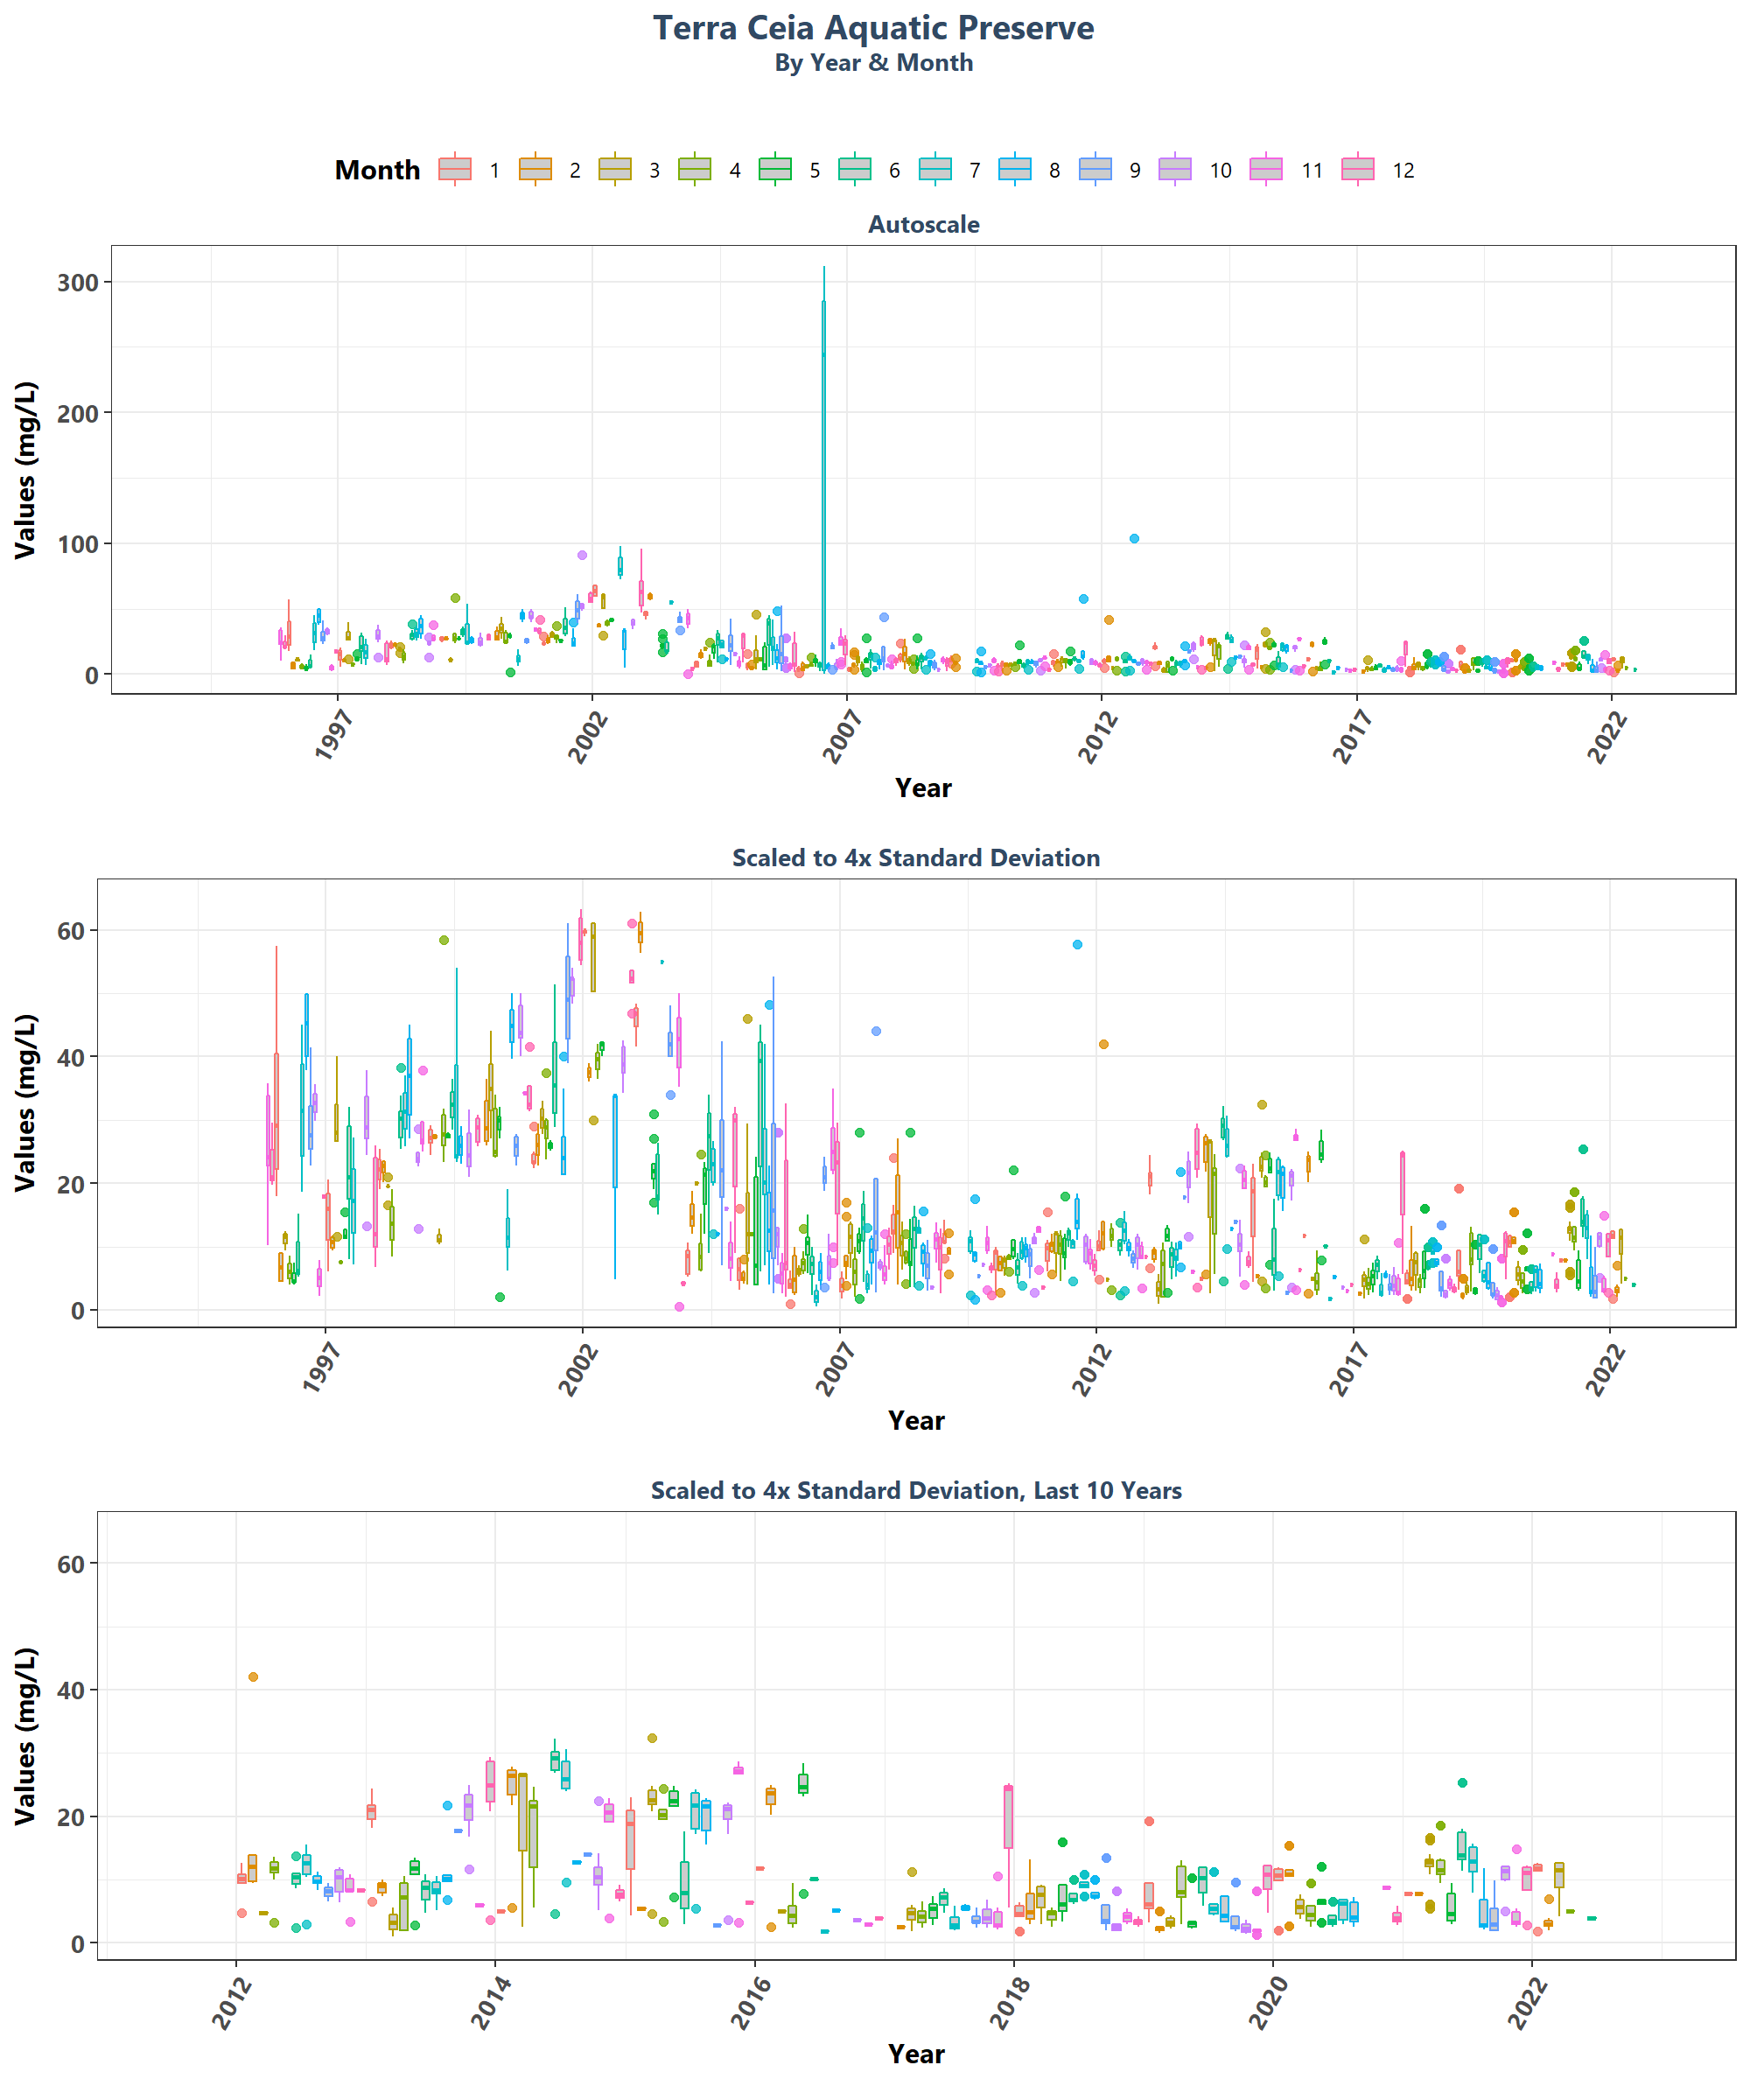 Terra Ceia Aquatic Preserve
By Year & Month
Month 1 2 3 4 5 6 7 8 9 10 11 12
Autoscale
Values (mg/L)
300
200
100
0
1997 2002 2007 2012 2017 2022
Year
Scaled to 4x Standard Deviation
Values (mg/L)
60
40
20
0
1997 2002 2007 2012 2017 2022
Year
Scaled to 4x Standard Deviation, Last 10 Years
Values (mg/L)
60
40
20
0
2012 2014 2016 2018 2020 2022
Year